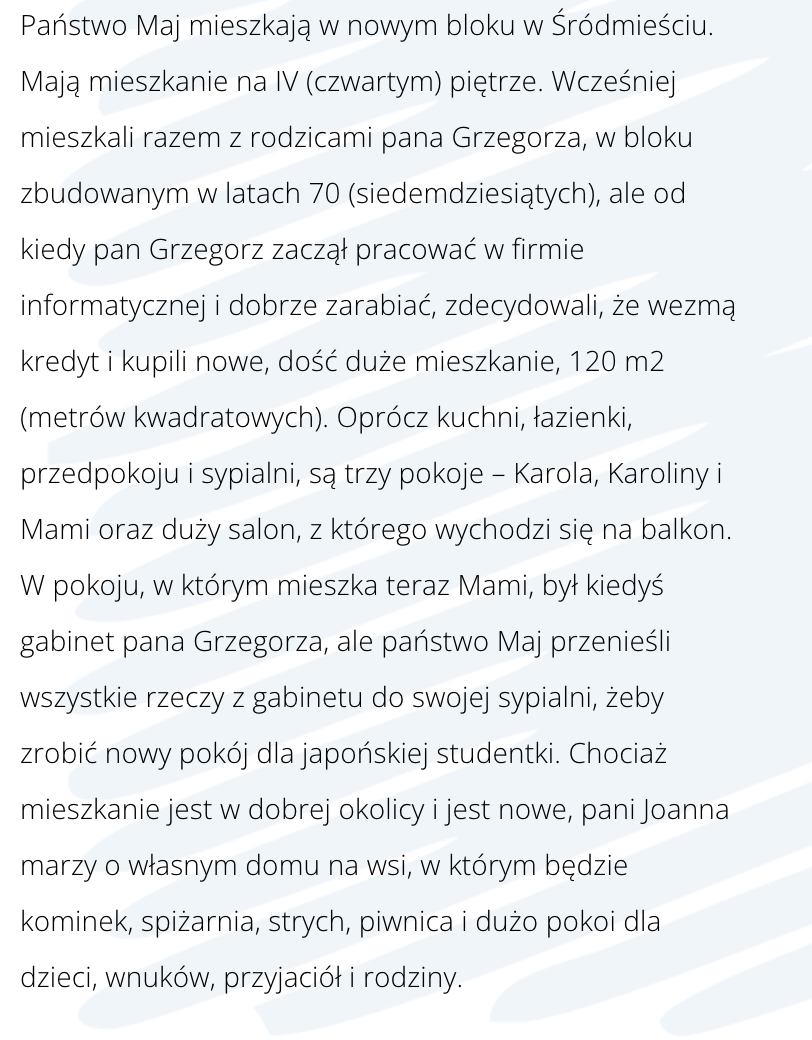 Państwo Maj mieszkają w nowym bloku w Śródmieściu.
Mają mieszkanie na IV (czwartym) piętrze. Wcześniej
mieszkali razem z rodzicami pana Grzegorza, w bloku
zbudowanym w latach 70 (siedemdziesiątych), ale od
kiedy pan Grzegorz zaczął pracować w firmie
informatycznej i dobrze zarabiać, zdecydowali, że wezmą
kredyt i kupili nowe, dość duże mieszkanie, 120 m2
(metrów kwadratowych). Oprócz kuchni, łazienki,
przedpokoju i sypialni, są trzy pokoje – Karola, Karoliny i
Mami oraz duży salon, z którego wychodzi się na balkon.
W pokoju, w którym mieszka teraz Mami, był kiedyś
gabinet pana Grzegorza, ale państwo Maj przenieśli
wszystkie rzeczy z gabinetu do swojej sypialni, żeby
zrobić nowy pokój dla japońskiej studentki. Chociaż
mieszkanie jest w dobrej okolicy i jest nowe, pani Joanna
marzy o własnym domu na wsi, w którym będzie
kominek, spiżarnia, strych, piwnica i dużo pokoi dla
dzieci, wnuków, przyjaciół i rodziny.